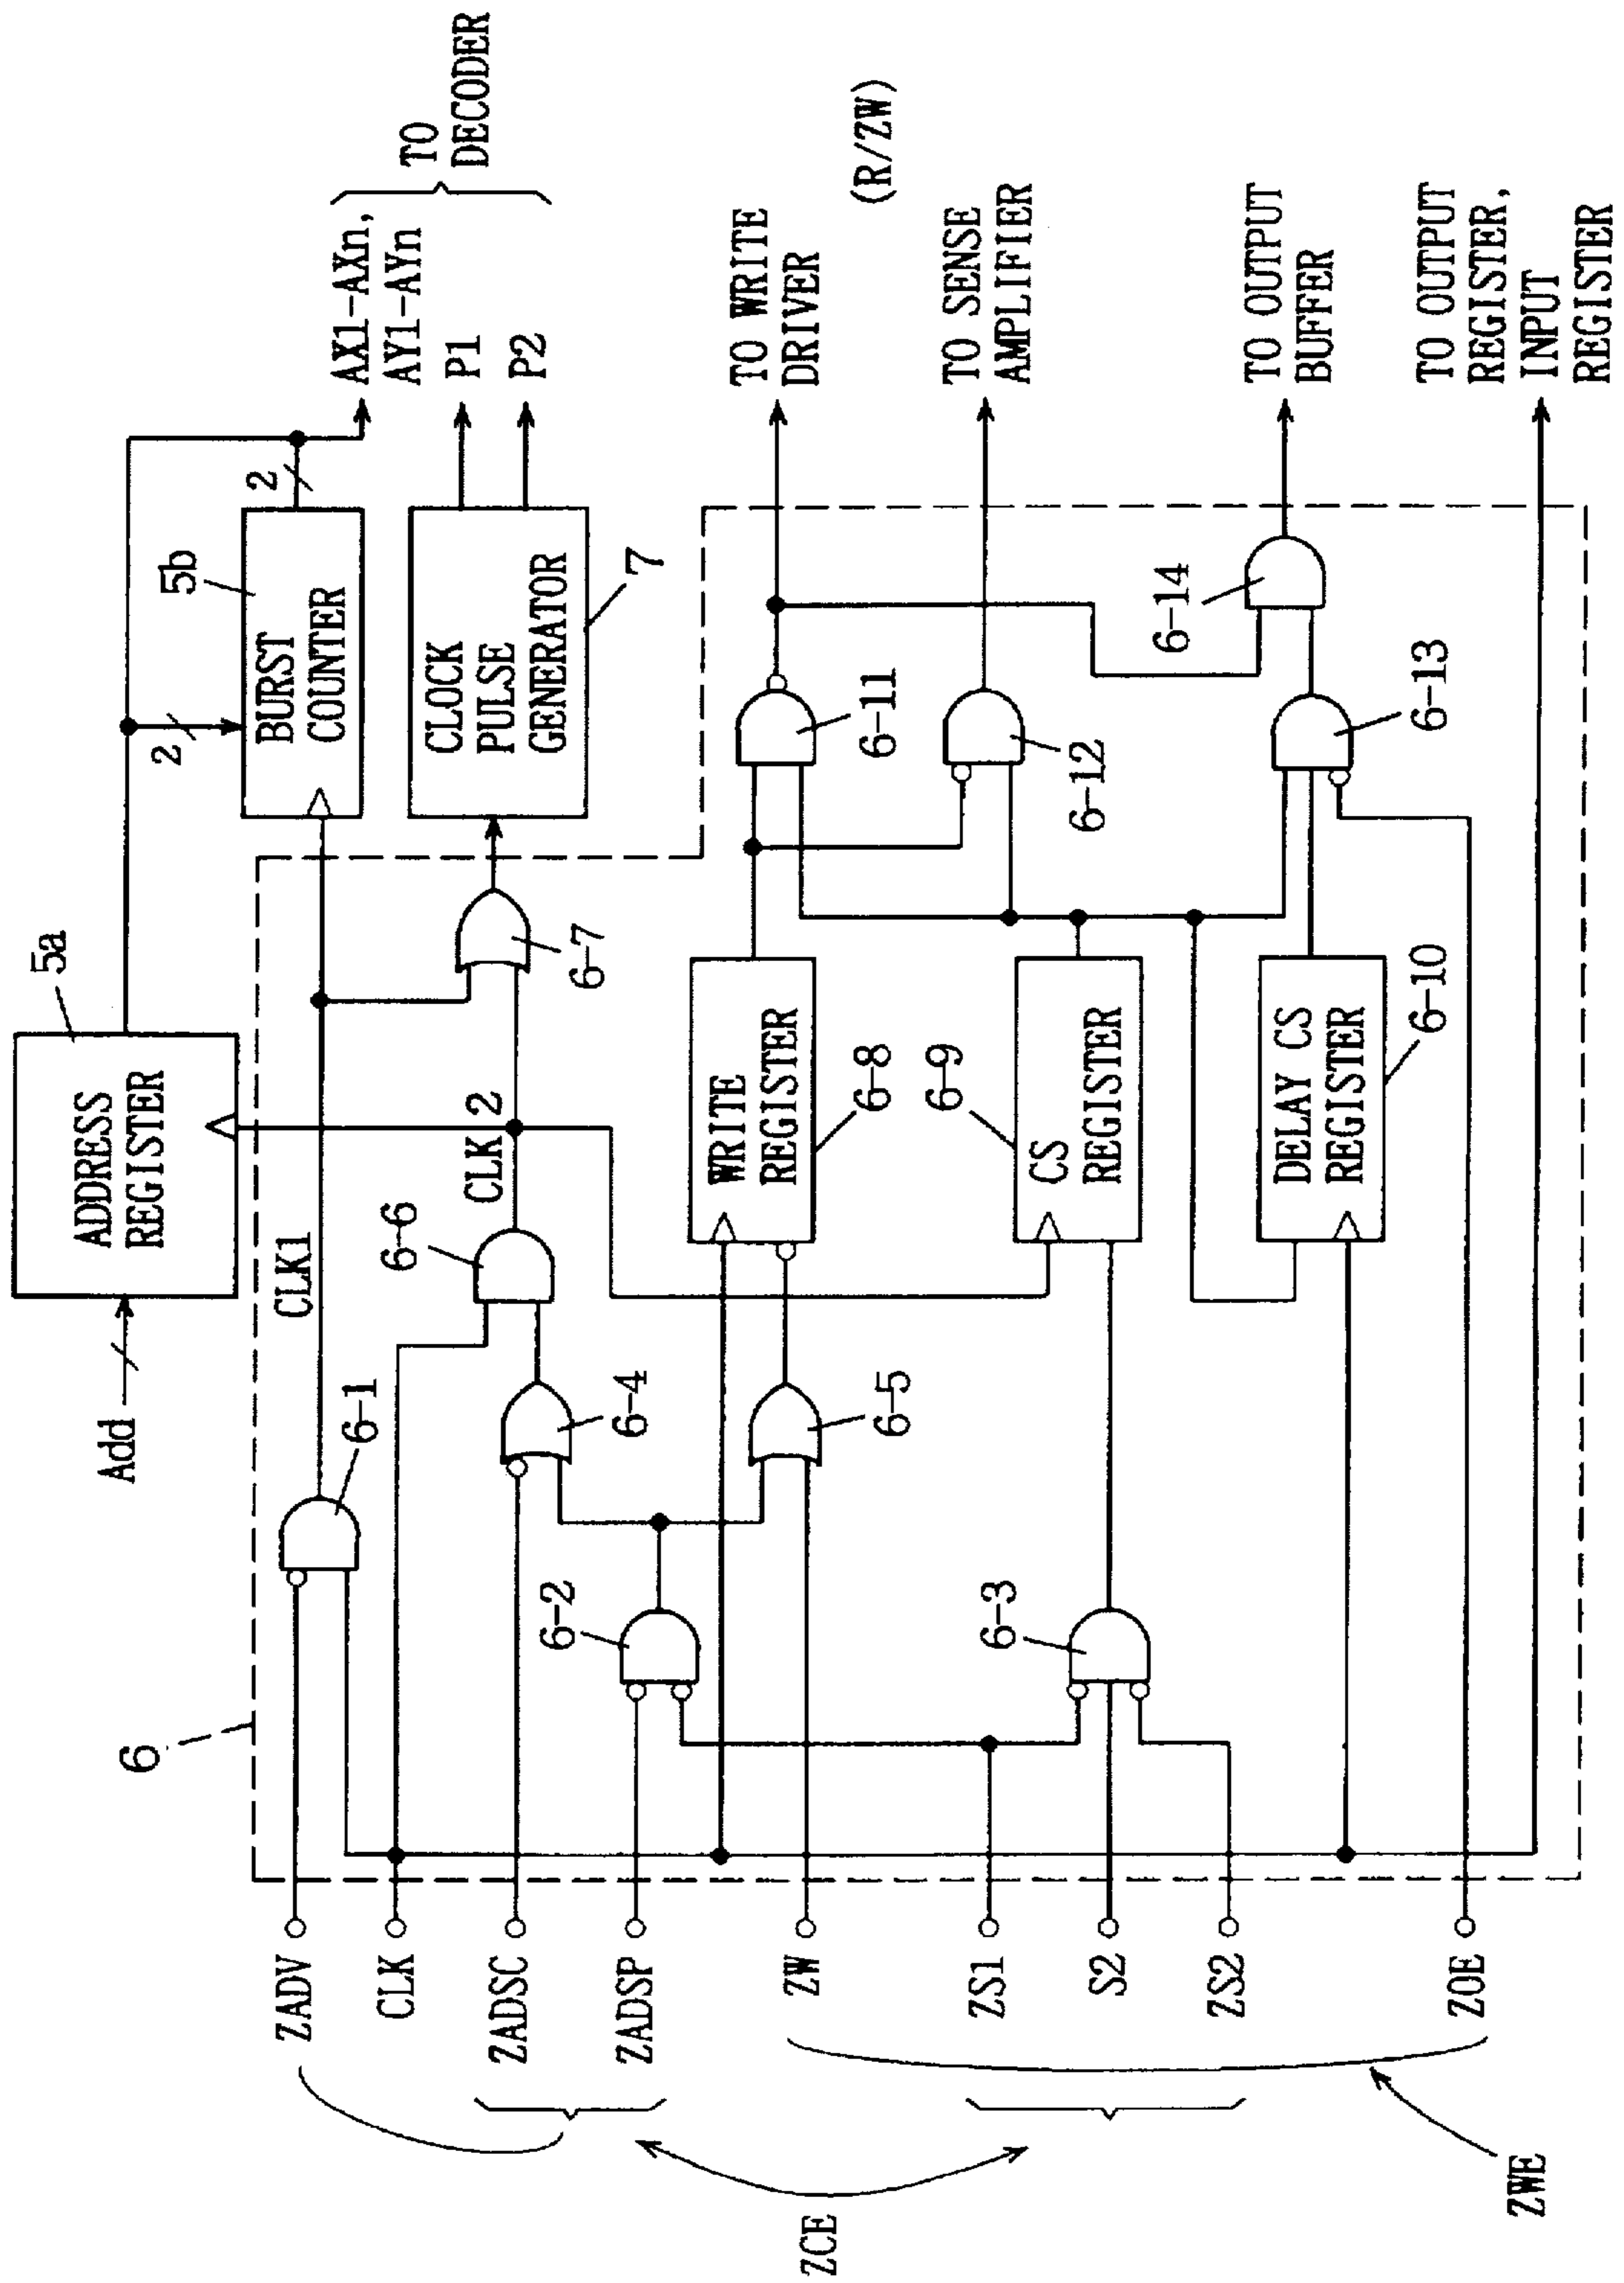 Add
ADDRESS
REGISTER
5a
2
BURST
COUNTER
5b
2
AX1-AXn,
AY1-AYn
TO
DECODER
CLOCK
PULSE
GENERATOR
7
P1
P2
6
ZADV
CLK
ZADSC
ZADSP
ZW
ZS1
S2
ZS2
ZOE
ZCE
ZWE
6-1
CLK1
6-2
6-3
6-4
6-5
6-6
CLK 2
6-7
WRITE
REGISTER
6-8
CS
REGISTER
6-9
DELAY CS
REGISTER
6-10
6-11
6-12
6-13
6-14
TO WRITE
DRIVER
TO SENSE
AMPLIFIER
(R/ZW)
TO OUTPUT
BUFFER
TO OUTPUT
REGISTER,
INPUT
REGISTER